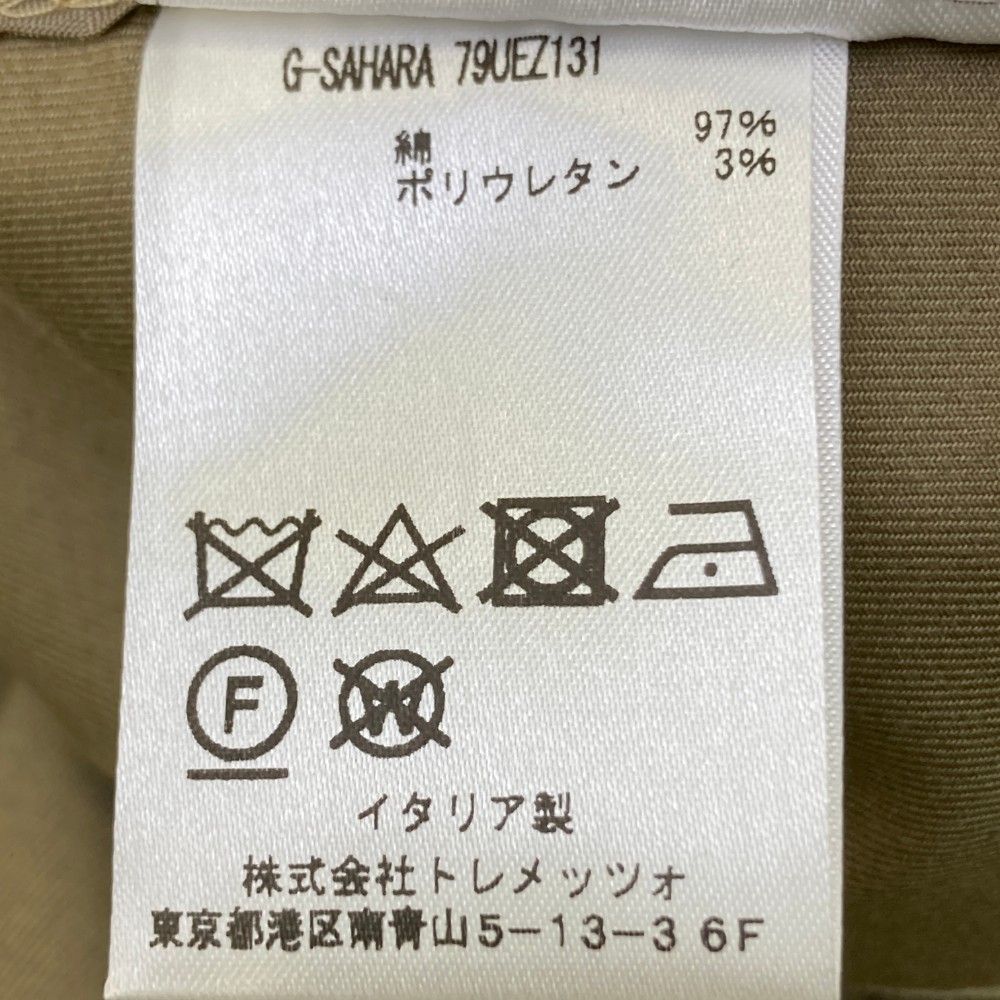 G-SAHARA 79UEZ131
綿 97%
ポリウレタン 3%
F W
イタリア製
株式会社トレメッツォ
東京都港区南青山5-13-3 6F